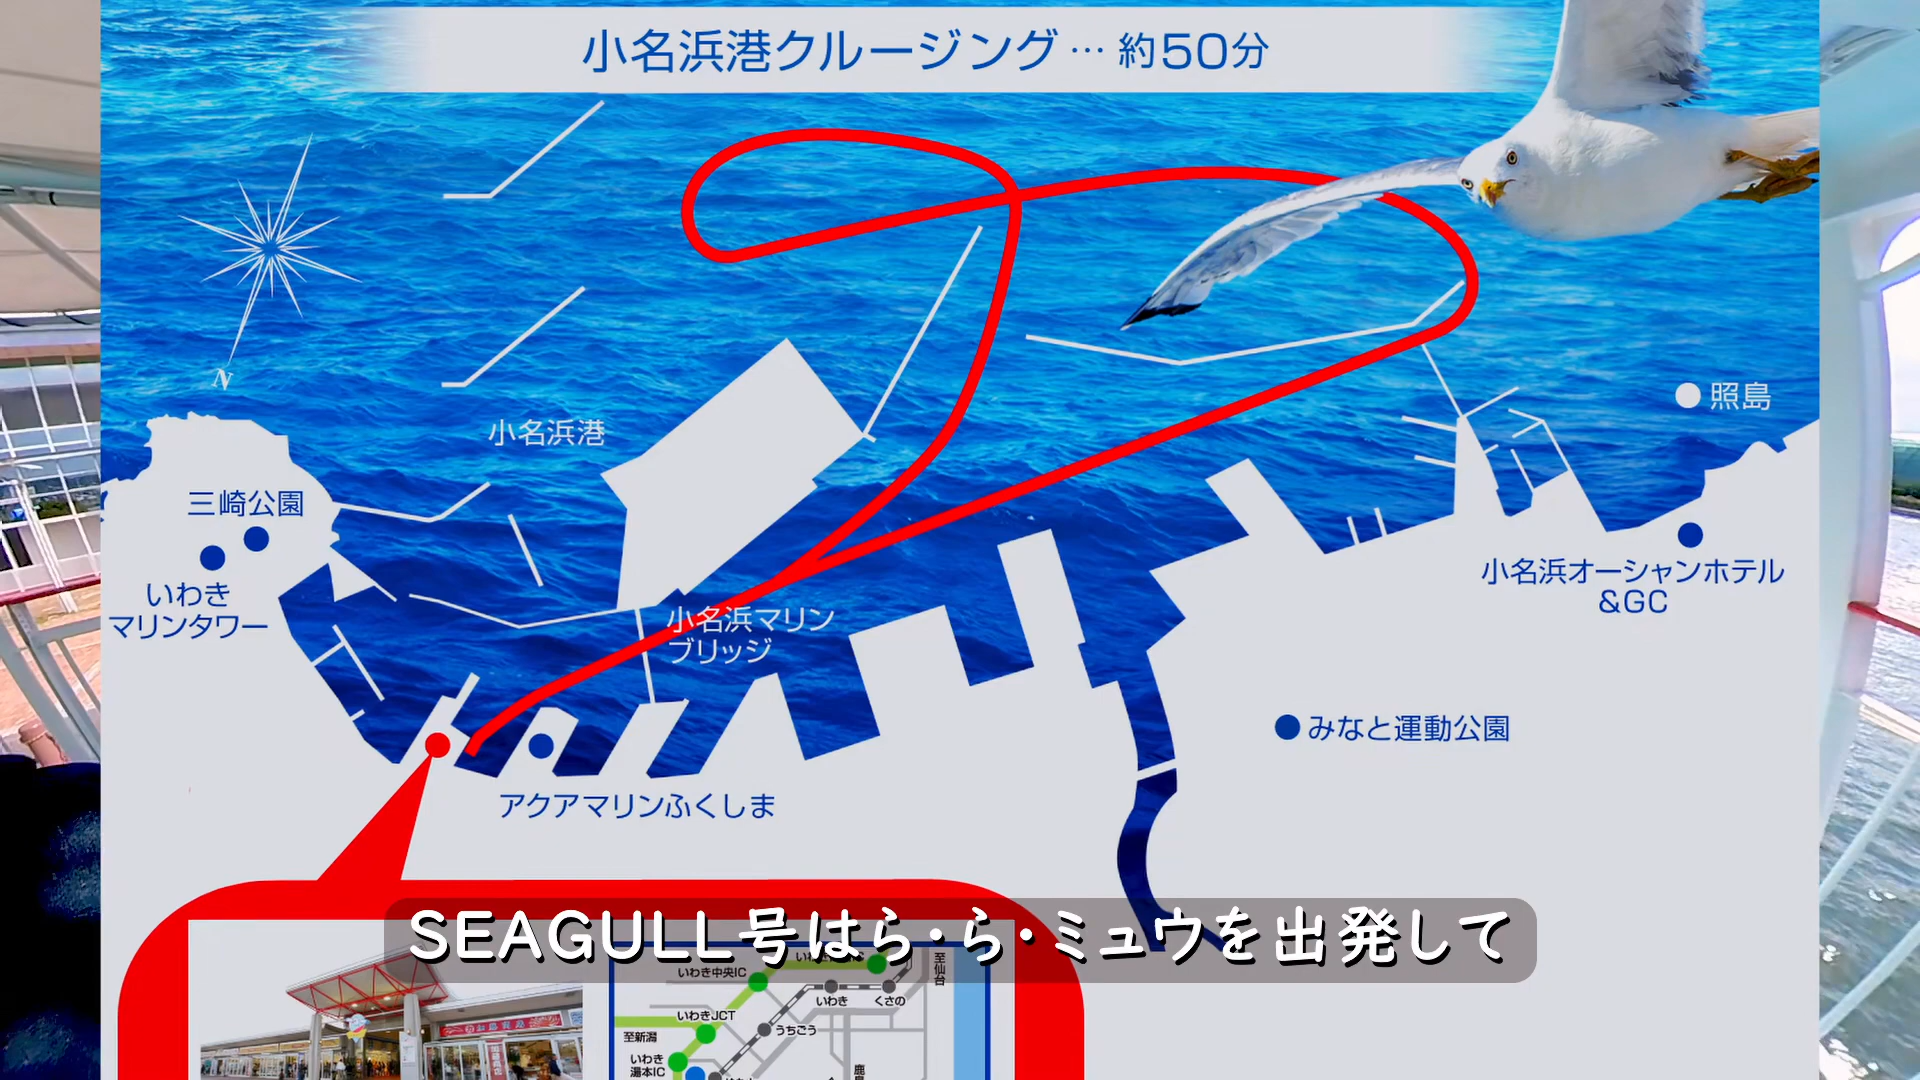 小名浜港クルージング … 約50分
N
小名浜港
照島
三崎公園
いわき
マリンタワー
小名浜オーシャンホテル
&GC
小名浜マリン
ブリッジ
みなと運動公園
アクアマリンふくしま
SEAGULL号はら・ら・ミュウを出発して
いわき中央IC
至仙台
いわき
くさの
いわきJCT
うちごう
至新潟
いわき
湯本IC